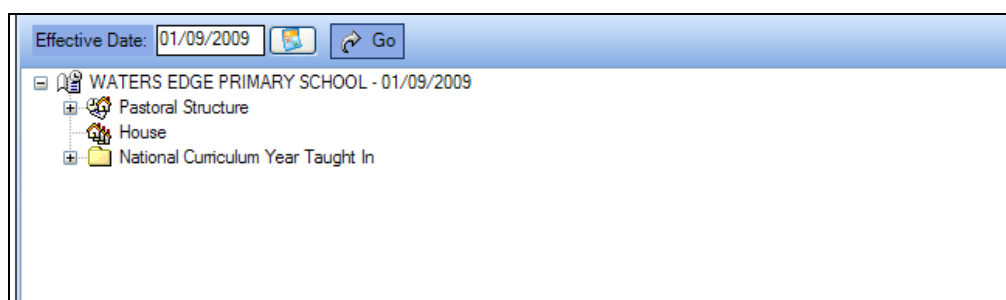 Effective Date: 01/09/2009 Go
WATERS EDGE PRIMARY SCHOOL - 01/09/2009
Pastoral Structure
House
National Curriculum Year Taught In